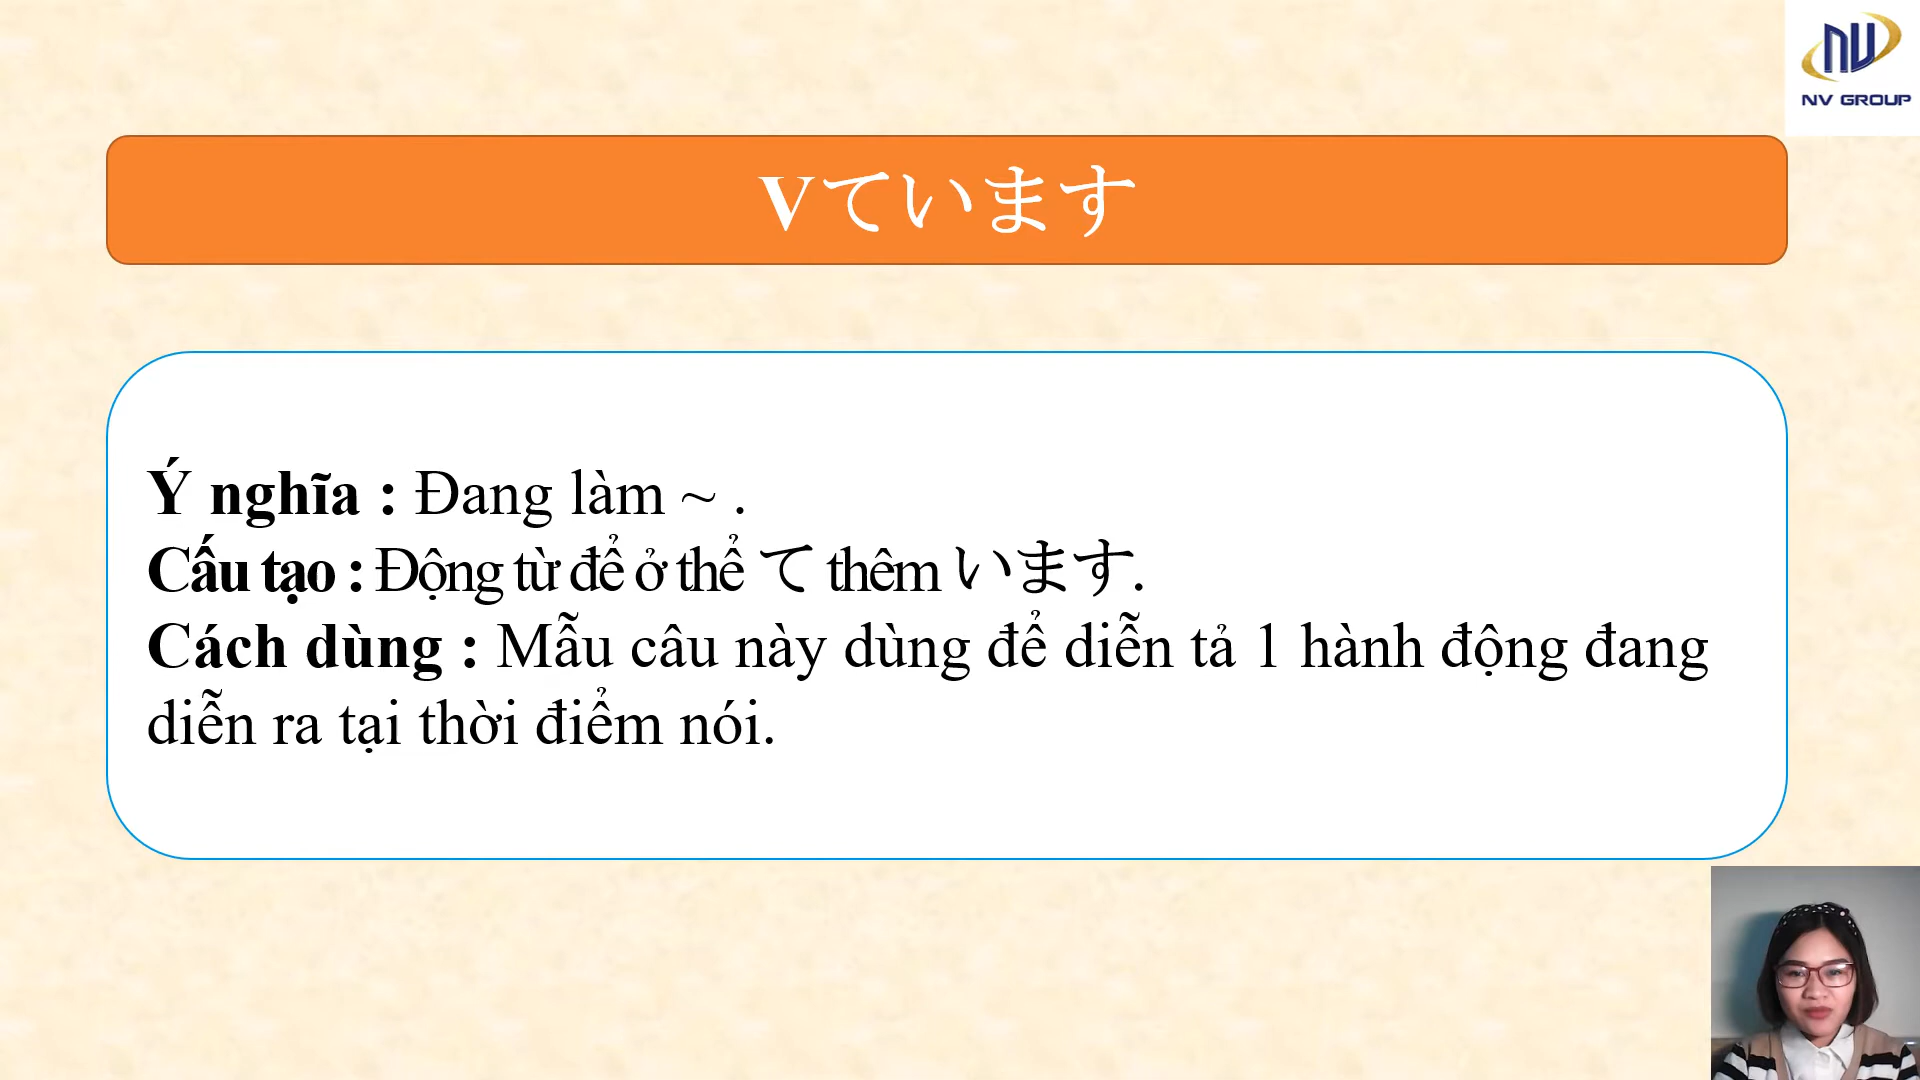 NV GROUP
Vています
Ý nghĩa : Đang làm ~ .
Cấu tạo : Động từ để ở thể て thêm います.
Cách dùng : Mẫu câu này dùng để diễn tả 1 hành động đang
diễn ra tại thời điểm nói.